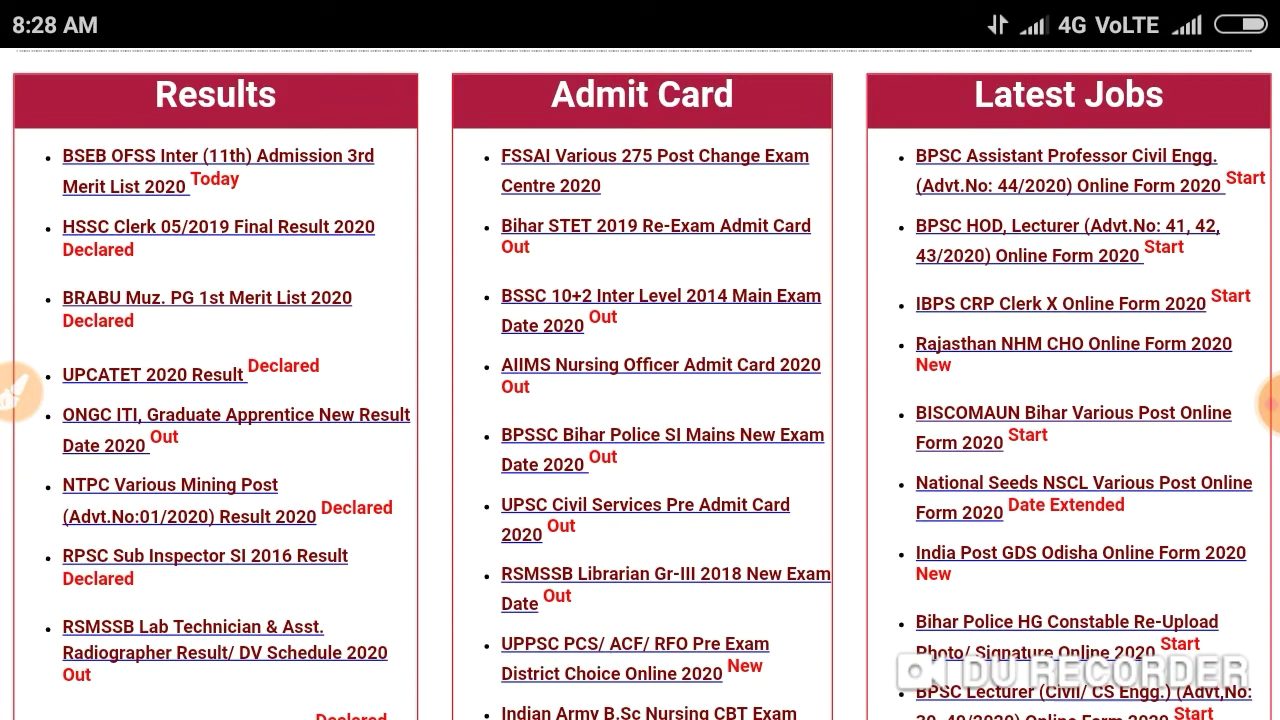 8:28 AM
4G VoLTE
Results
BSEB OFSS Inter (11th) Admission 3rd
Merit List 2020 Today
HSSC Clerk 05/2019 Final Result 2020
Declared
BRABU Muz. PG 1st Merit List 2020
Declared
UPCATET 2020 Result Declared
ONGC ITI, Graduate Apprentice New Result
Date 2020 Out
NTPC Various Mining Post
(Advt.No:01/2020) Result 2020 Declared
RPSC Sub Inspector SI 2016 Result
Declared
RSMSSB Lab Technician & Asst.
Radiographer Result/ DV Schedule 2020
Out
Declared
Admit Card
FSSAI Various 275 Post Change Exam
Centre 2020
Bihar STET 2019 Re-Exam Admit Card
Out
BSSC 10+2 Inter Level 2014 Main Exam
Date 2020 Out
AIIMS Nursing Officer Admit Card 2020
Out
BPSSC Bihar Police SI Mains New Exam
Date 2020 Out
UPSC Civil Services Pre Admit Card
2020 Out
RSMSSB Librarian Gr-III 2018 New Exam
Date Out
UPPSC PCS/ ACF/ RFO Pre Exam
District Choice Online 2020 New
Indian Army B.Sc Nursing CBT Exam
Latest Jobs
BPSC Assistant Professor Civil Engg.
(Advt.No: 44/2020) Online Form 2020 Start
BPSC HOD, Lecturer (Advt.No: 41, 42,
43/2020) Online Form 2020 Start
IBPS CRP Clerk X Online Form 2020 Start
Rajasthan NHM CHO Online Form 2020
New
BISCOMAUN Bihar Various Post Online
Form 2020 Start
National Seeds NSCL Various Post Online
Form 2020 Date Extended
India Post GDS Odisha Online Form 2020
New
Bihar Police HG Constable Re-Upload
Photo/ Signature Online 2020 Start
BPSC Lecturer (Civil/ CS Engg.) (Advt,No:
Online Form 2020 Start
DU RECORDER